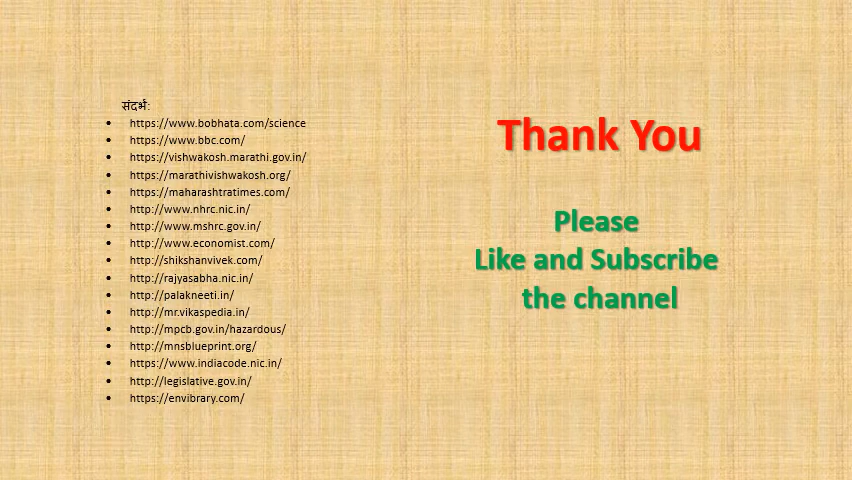 संदर्भ:
• https://www.bobhata.com/science
• https://www.bbc.com/
• https://vishwakosh.marathi.gov.in/
• https://marathivishwakosh.org/
• https://maharashtratimes.com/
• http://www.nhrc.nic.in/
• http://www.mshrc.gov.in/
• http://www.economist.com/
• http://shikshanvivek.com/
• http://rajyasabha.nic.in/
• http://palakneeti.in/
• http://mr.vikaspedia.in/
• http://mpcb.gov.in/hazardous/
• http://mnsblueprint.org/
• https://www.indiacode.nic.in/
• http://legislative.gov.in/
• https://envibrary.com/
Thank You
Please
Like and Subscribe
the channel